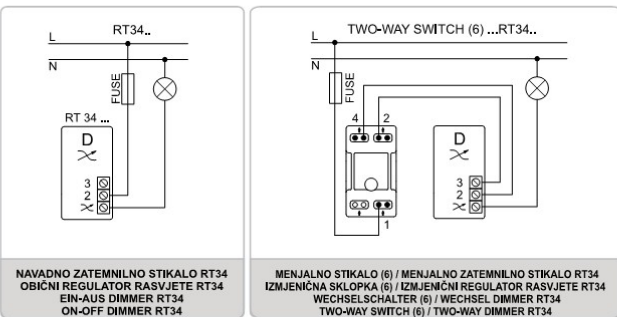 RT34..
L
N
FUSE
RT 34 ...
D
3
2
NAVADNO ZATEMNILNO STIKALO RT34
OBIČNI REGULATOR RASVJETE RT34
EIN-AUS DIMMER RT34
ON-OFF DIMMER RT34
TWO-WAY SWITCH (6) ...RT34..
L
N
FUSE
4 2
D
3
2
1
MENJALNO STIKALO (6) / MENJALNO ZATEMNILNO STIKALO RT34
IZMJENIČNA SKLOPKA (6) / IZMJENIČNI REGULATOR RASVJETE RT34
WECHSELSCHALTER (6) / WECHSEL DIMMER RT34
TWO-WAY SWITCH (6) / TWO-WAY DIMMER RT34